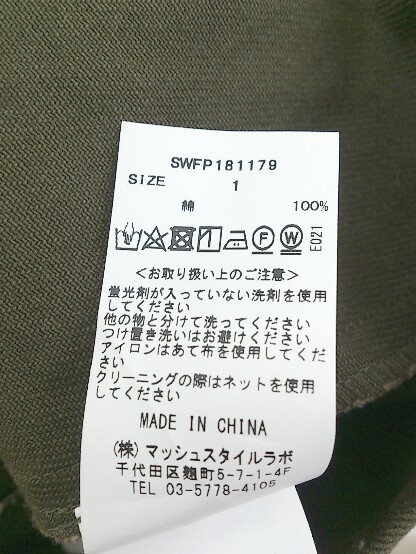 SWFP181179
SIZE 1
綿 100%
F W E021
＜お取り扱い上のご注意＞
蛍光剤が入っていない洗剤を使用
してください
他の物と分けて洗ってください
つけ置き洗いはお避けください
アイロンはあて布を使用してくだ
さい
クリーニングの際はネットを使用
してください
MADE IN CHINA
(株) マッシュスタイルラボ
千代田区麹町5-7-1-4F
TEL 03-5778-4105